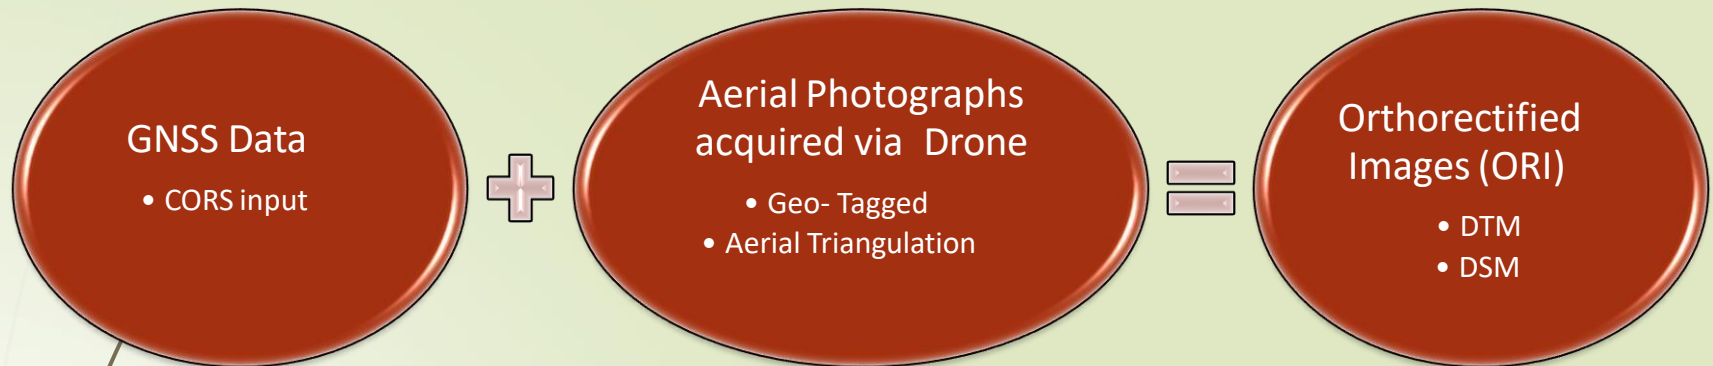 GNSS Data
• CORS input
Aerial Photographs
acquired via Drone
• Geo- Tagged
• Aerial Triangulation
Orthorectified
Images (ORI)
• DTM
• DSM